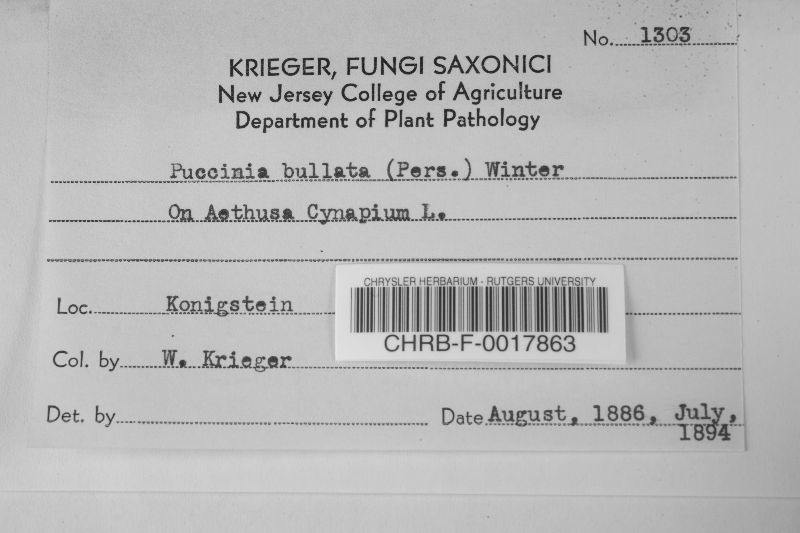 No. 1303
KRIEGER, FUNGI SAXONICI
New Jersey College of Agriculture
Department of Plant Pathology
Puccinia bullata (Pers.) Winter
On Aethusa Cynapium L.
CHRYSLER HERBARIUM - RUTGERS UNIVERSITY
Loc. Konigstein
CHRB-F-0017863
Col. by W. Krieger
Det. by
Date August, 1886, July,
1894